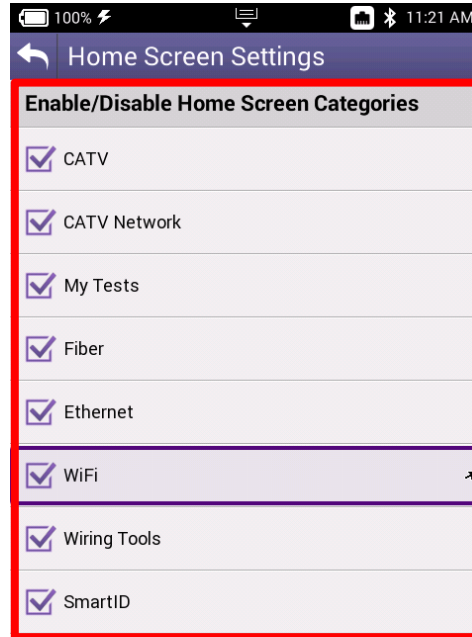 100% 11:21 AM
Home Screen Settings
Enable/Disable Home Screen Categories
CATV
CATV Network
My Tests
Fiber
Ethernet
WiFi
Wiring Tools
SmartID